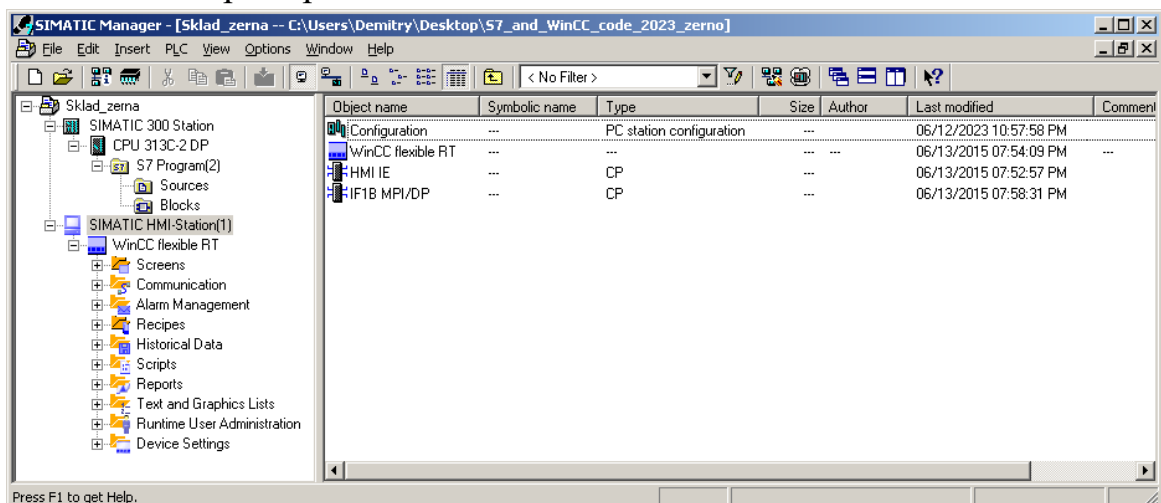 SIMATIC Manager - [Sklad_zerna -- C:\Users\Demitry\Desktop\S7_and_WinCC_code_2023_zerno]
File Edit Insert PLC View Options Window Help
< No Filter >
Sklad_zerna
SIMATIC 300 Station
CPU 313C-2 DP
S7 Program(2)
Sources
Blocks
SIMATIC HMI-Station(1)
WinCC flexible RT
Screens
Communication
Alarm Management
Recipes
Historical Data
Scripts
Reports
Text and Graphics Lists
Runtime User Administration
Device Settings
Object name Symbolic name Type Size Author Last modified Comment
Configuration --- PC station configuration --- 06/12/2023 10:57:58 PM
WinCC flexible RT --- --- --- --- 06/13/2015 07:54:09 PM ---
HMI IE --- CP --- 06/13/2015 07:52:57 PM
IF1B MPI/DP --- CP --- 06/13/2015 07:58:31 PM
Press F1 to get Help.